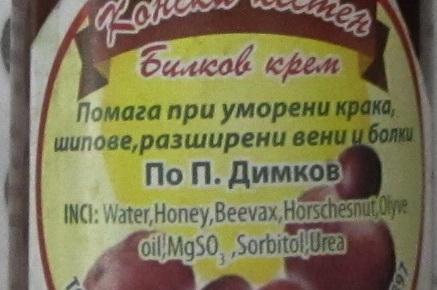 Конски кестен
Билков крем
Помага при уморени крака,
шипове,разширени вени и болки
По П. Димков
INCI: Water,Honey,Beevax,Horschesnut,Olyve
oil,MgSO₃ ,Sorbitol,Urea